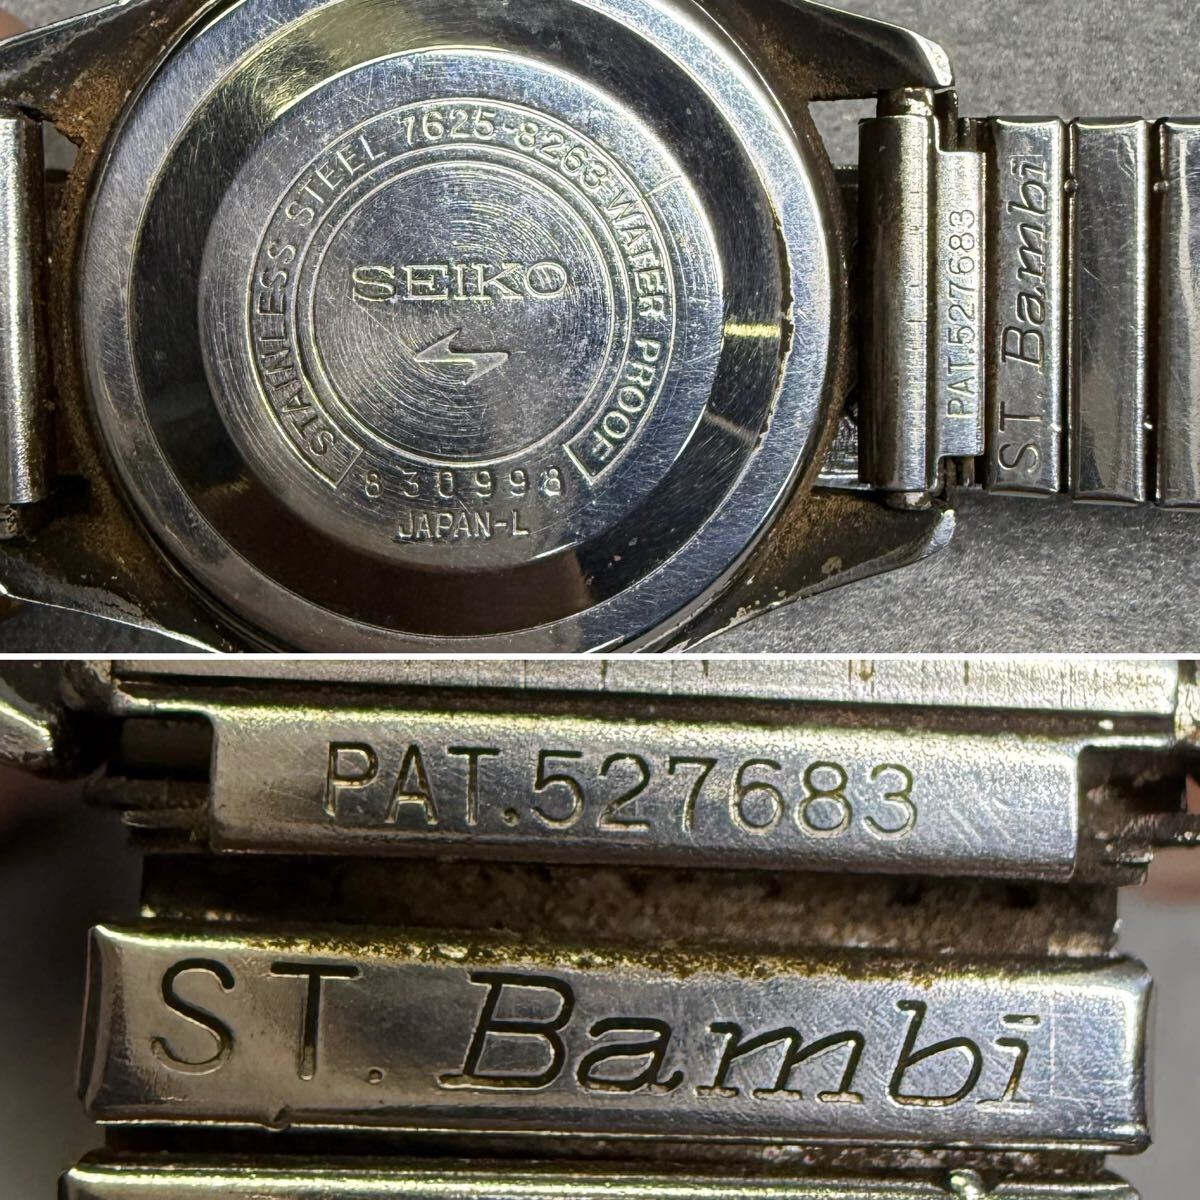 STAINLESS STEEL 7625-8263-WATER PROOF
SEIKO
830998
JAPAN-L
PAT.527683
ST. Bambi
PAT.527683
ST. Bambi